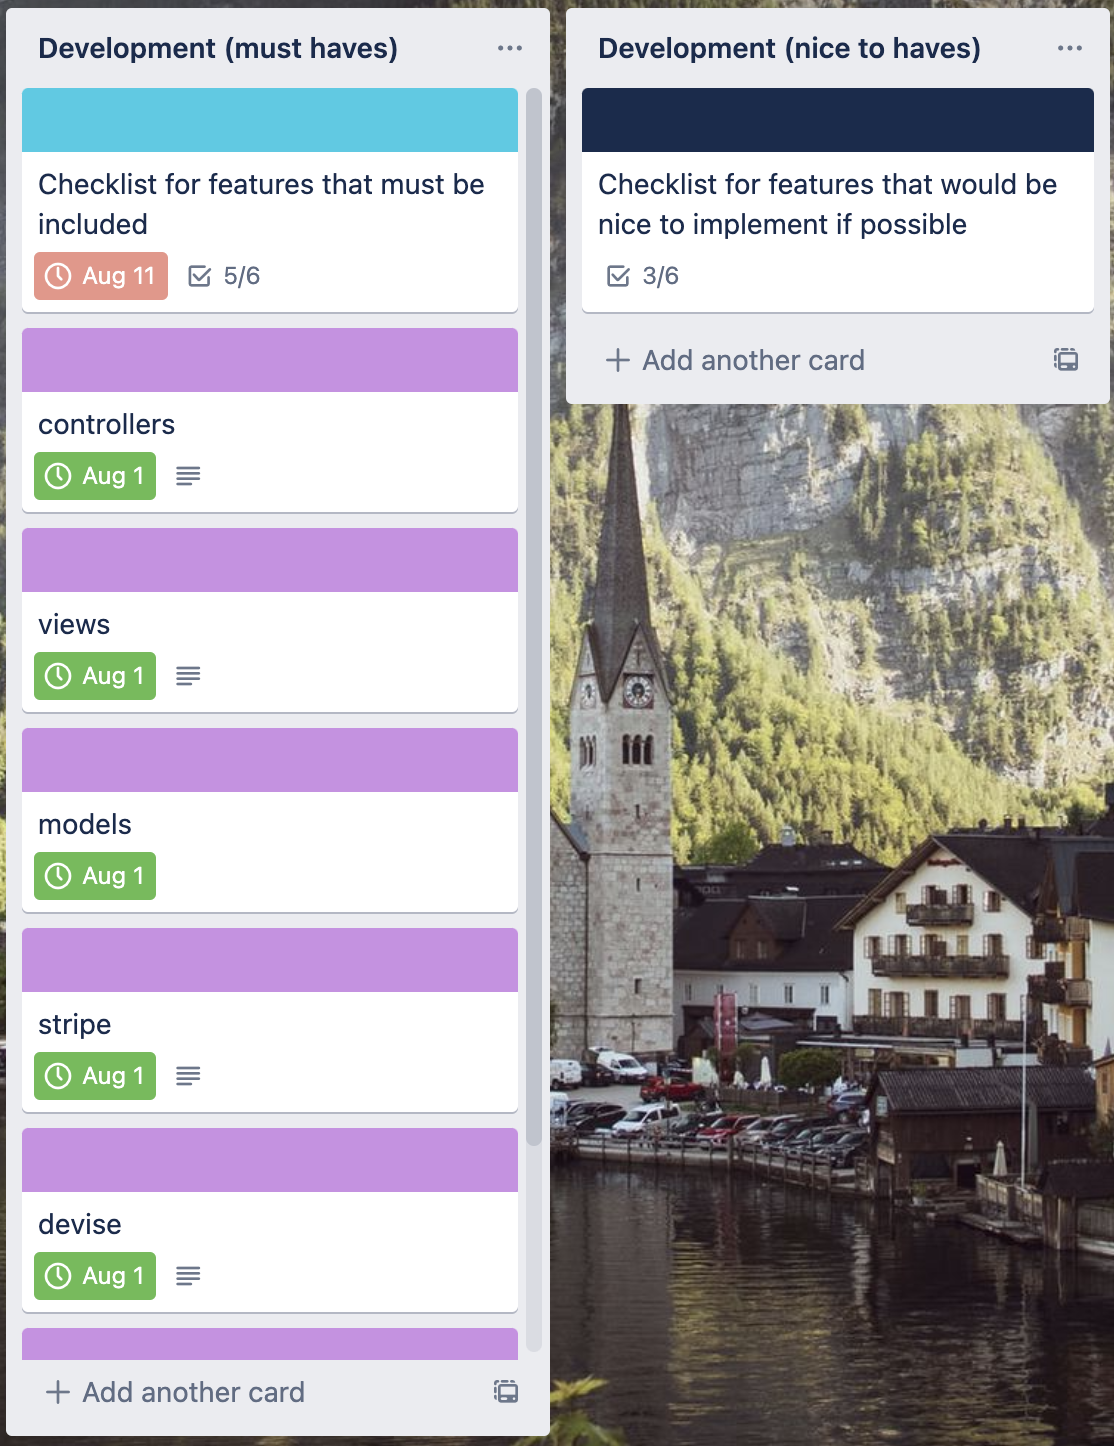 Development (must haves)
Checklist for features that must be
included
Aug 11 5/6
controllers
Aug 1
views
Aug 1
models
Aug 1
stripe
Aug 1
devise
Aug 1
Add another card
Development (nice to haves)
Checklist for features that would be
nice to implement if possible
3/6
Add another card